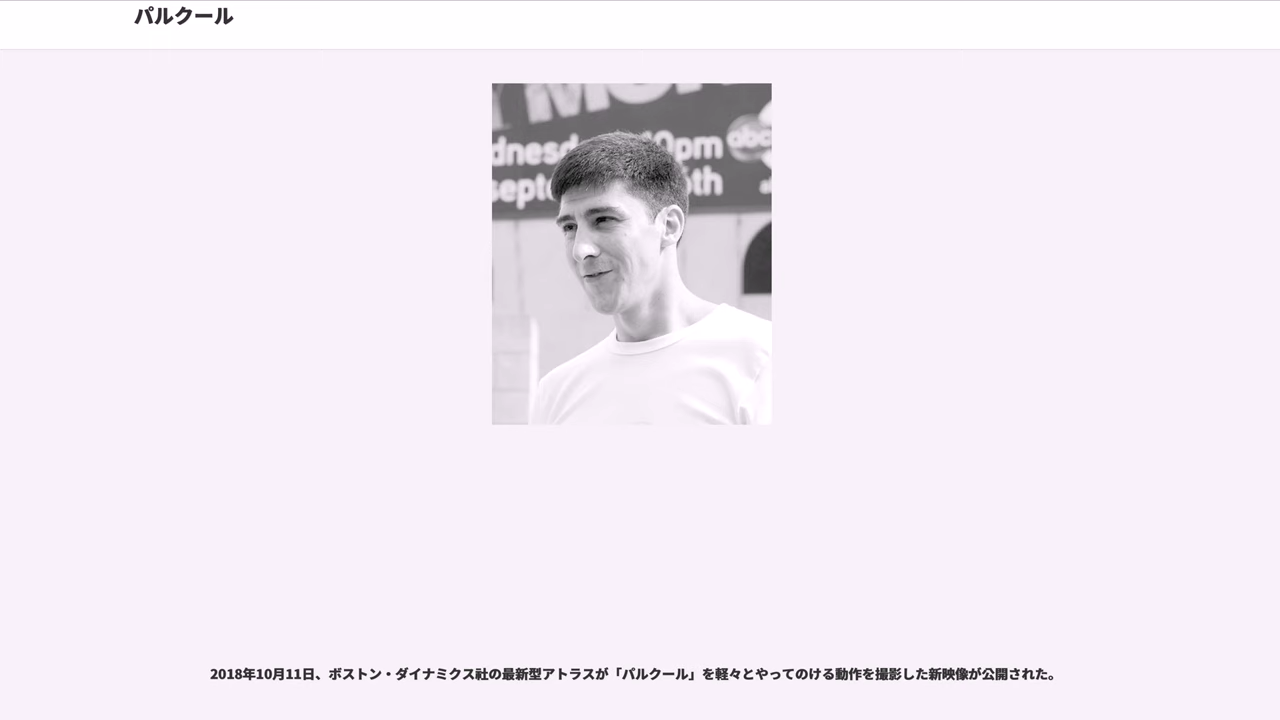 パルクール
abc
10pm
2018年10月11日、ボストン・ダイナミクス社の最新型アトラスが「パルクール」を軽々とやってのける動作を撮影した新映像が公開された。